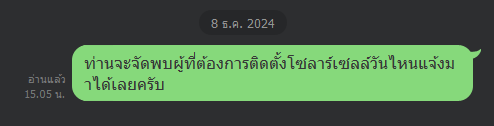 8 ธ.ค. 2024
ท่านจะจัดพบผู้ที่ต้องการติดตั้งโซลาร์เซลล์วันไหนแจ้งม
าได้เลยครับ
อ่านแล้ว
15.05 น.